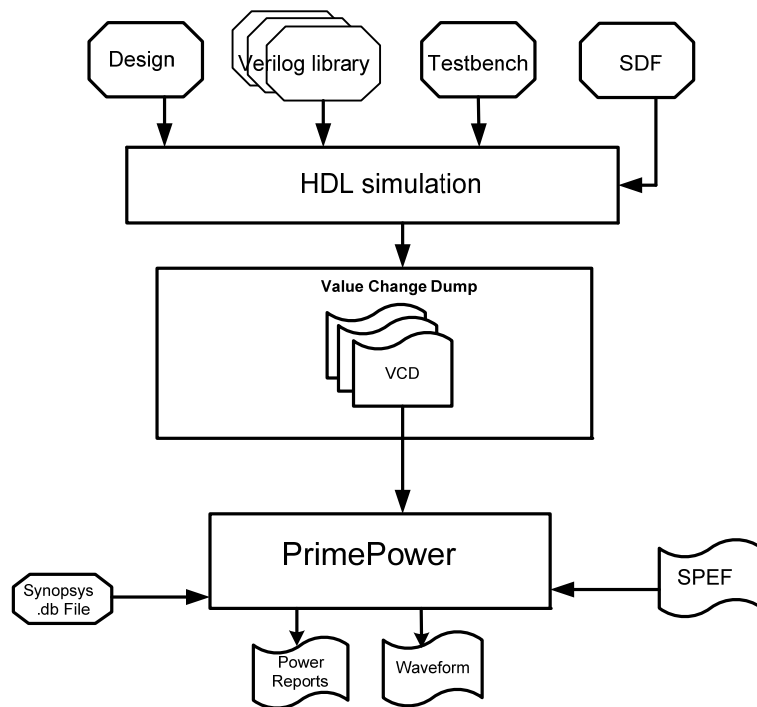 Design
Verilog library
Testbench
SDF
HDL simulation
Value Change Dump
VCD
PrimePower
Synopsys
.db File
SPEF
Power
Reports
Waveform